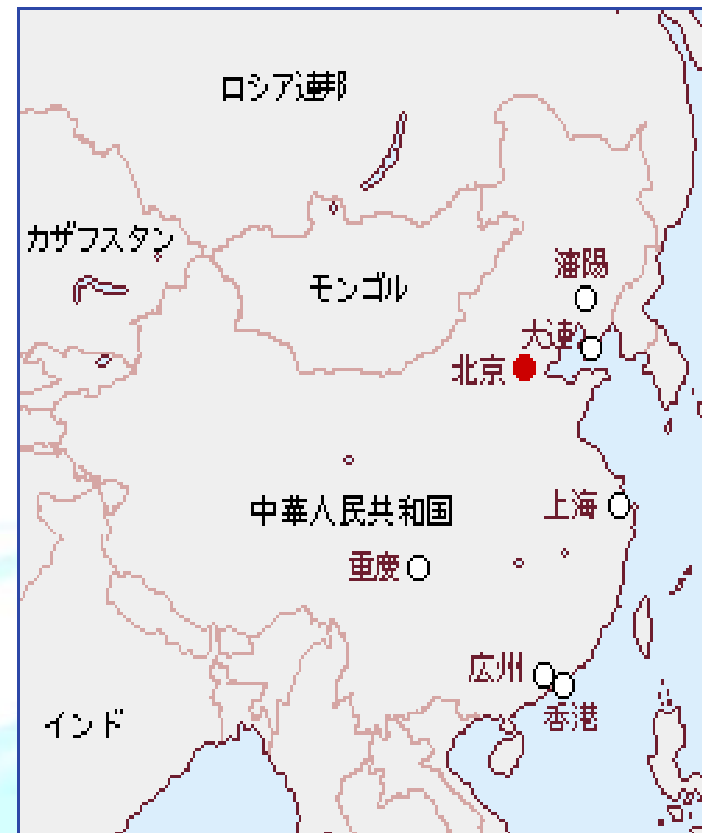 ロシア連邦
カザフスタン
モンゴル
瀋陽
大連
北京
中華人民共和国
上海
重慶
広州
香港
インド